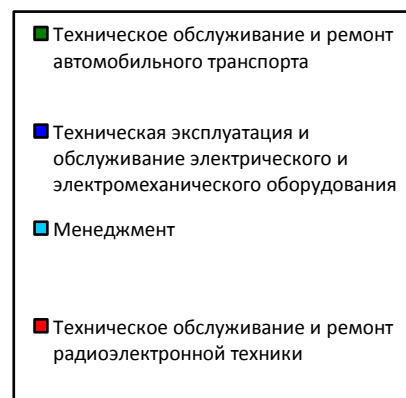 Техническое обслуживание и ремонт
автомобильного транспорта
Техническая эксплуатация и
обслуживание электрического и
электромеханического оборудования
Менеджмент
Техническое обслуживание и ремонт
радиоэлектронной техники